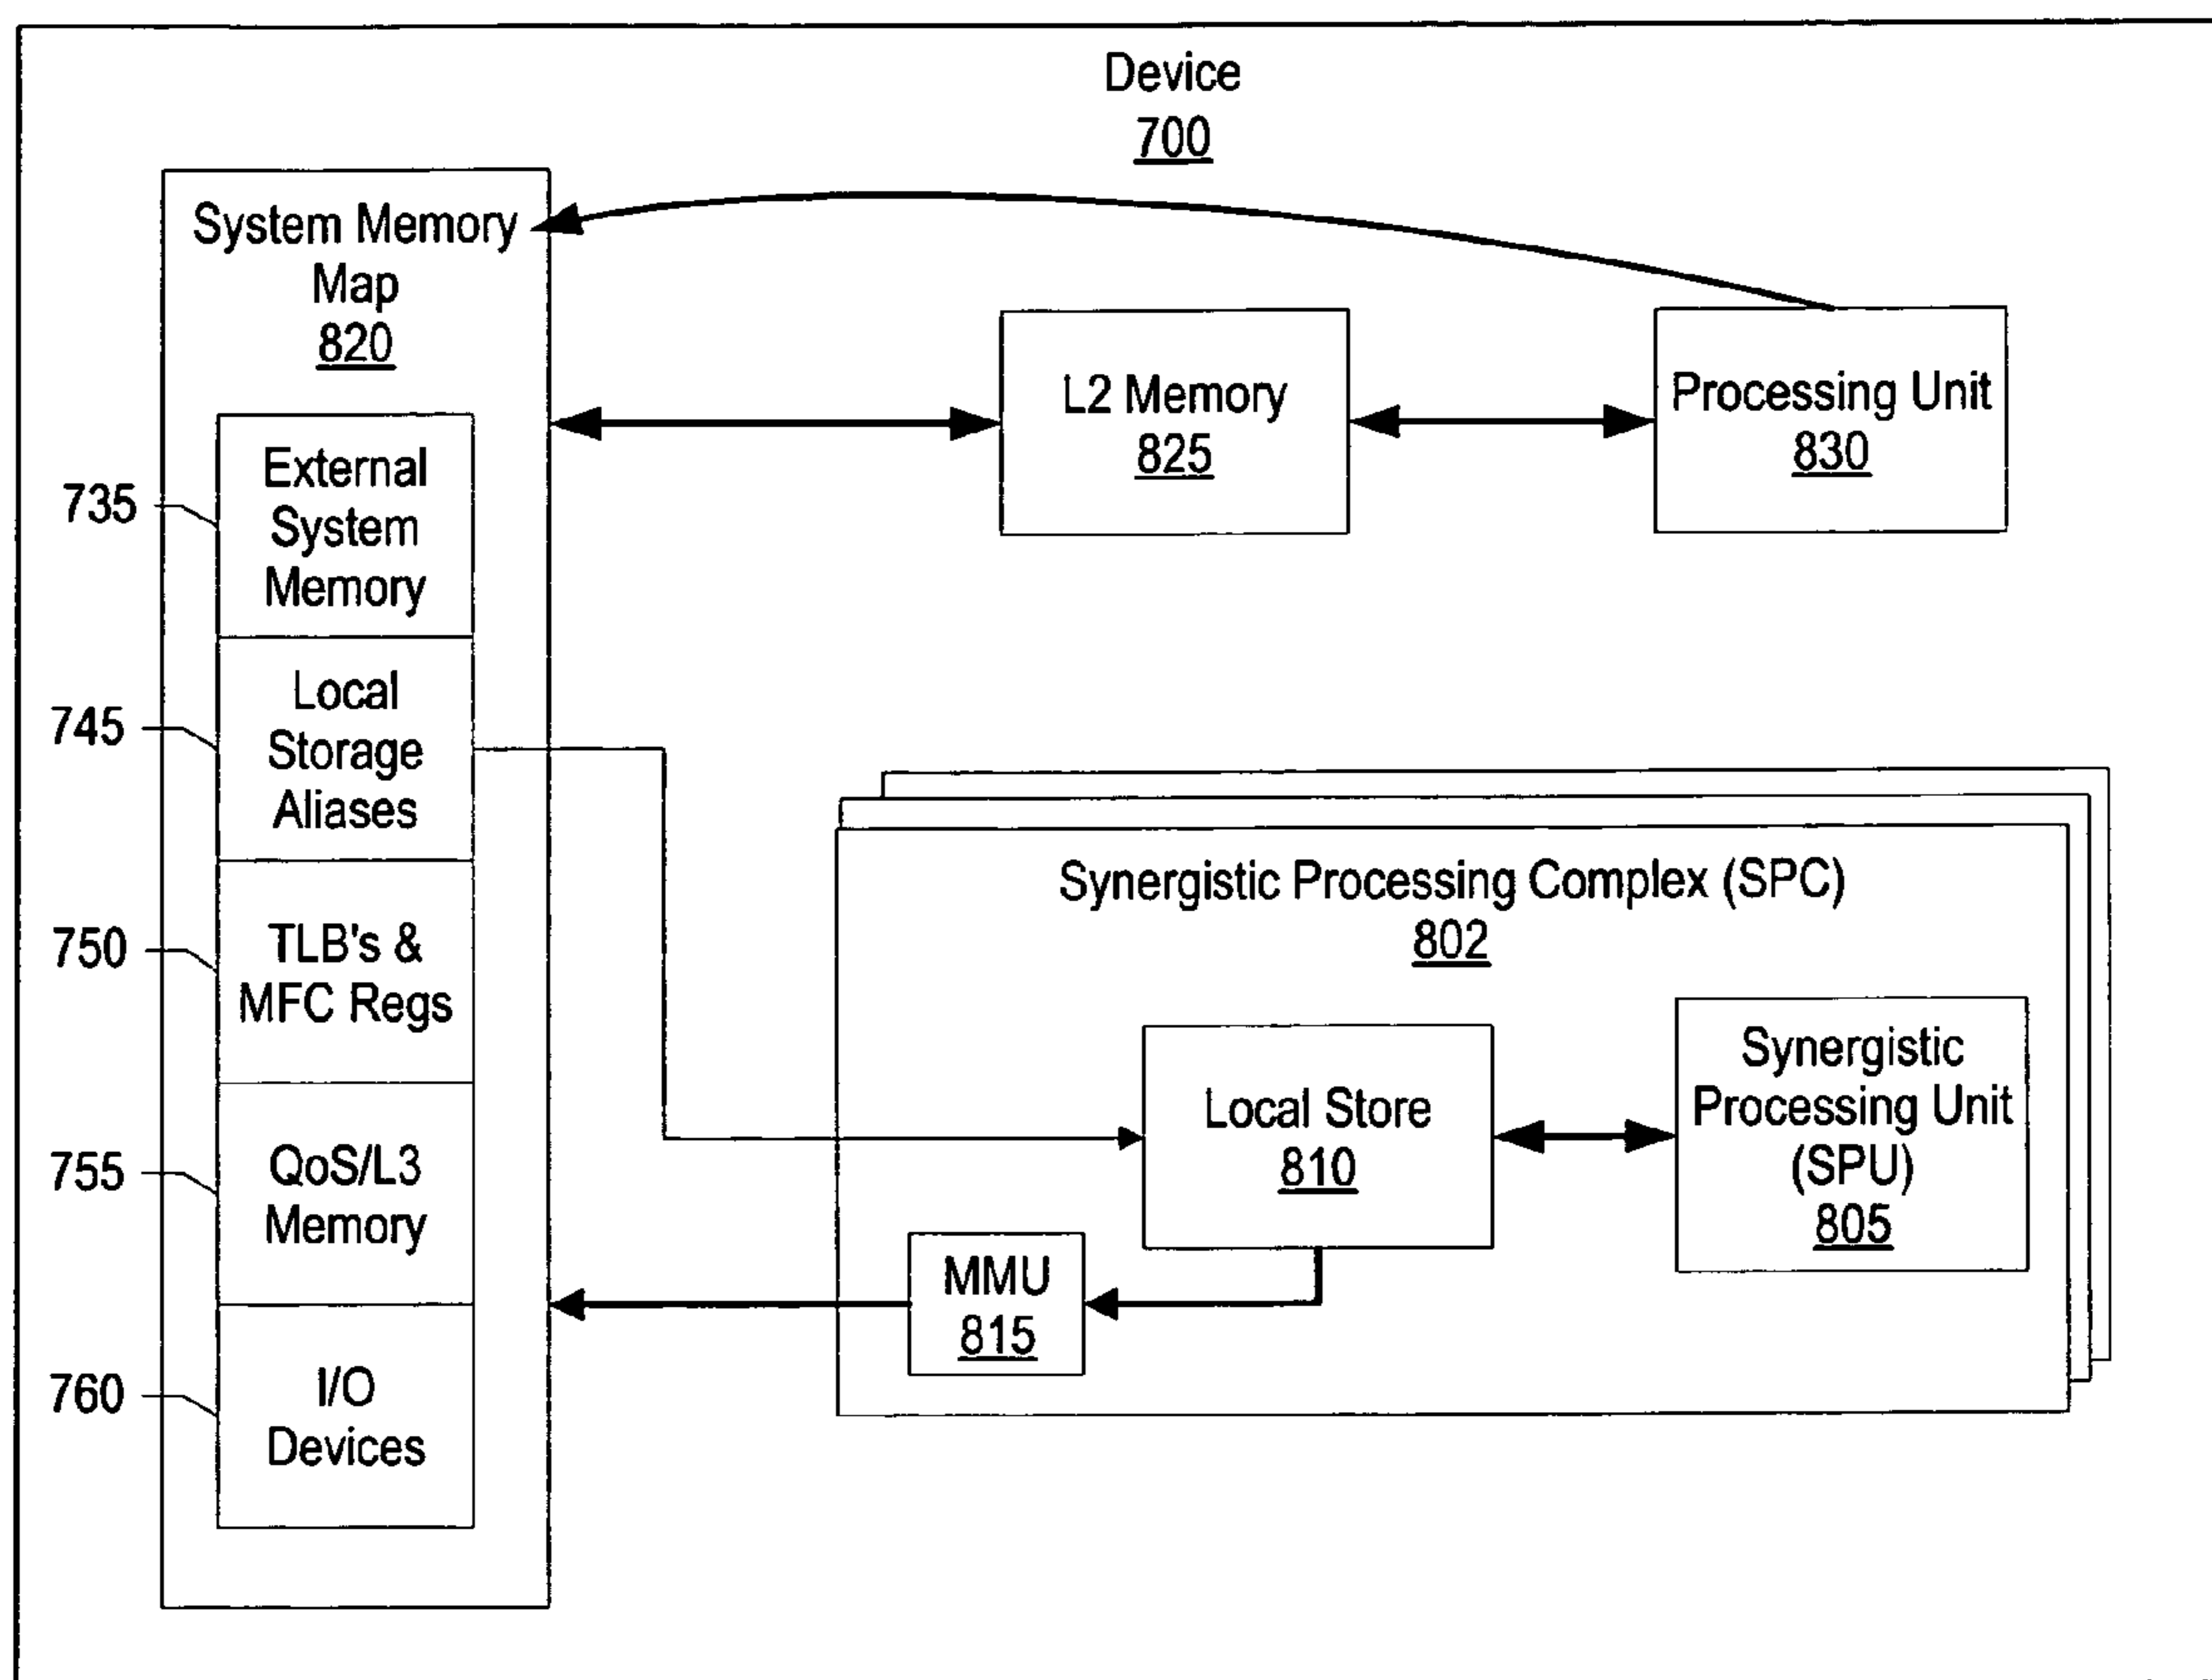 Device
700
System Memory
Map
820
External
System
Memory
735
Local
Storage
Aliases
745
TLB's &
MFC Regs
750
QoS/L3
Memory
755
I/O
Devices
760
L2 Memory
825
Processing Unit
830
Synergistic Processing Complex (SPC)
802
Local Store
810
Synergistic
Processing Unit
(SPU)
805
MMU
815